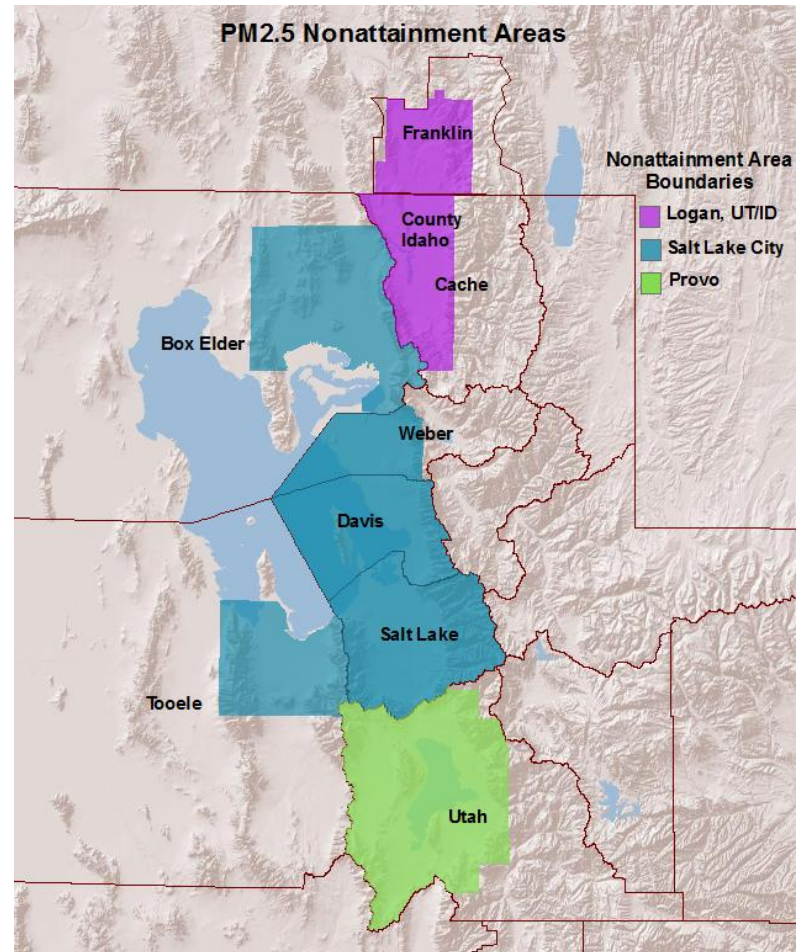 PM2.5 Nonattainment Areas
Franklin
Nonattainment Area
Boundaries
Logan, UT/ID
Salt Lake City
Provo
County
Idaho
Cache
Box Elder
Weber
Davis
Salt Lake
Tooele
Utah